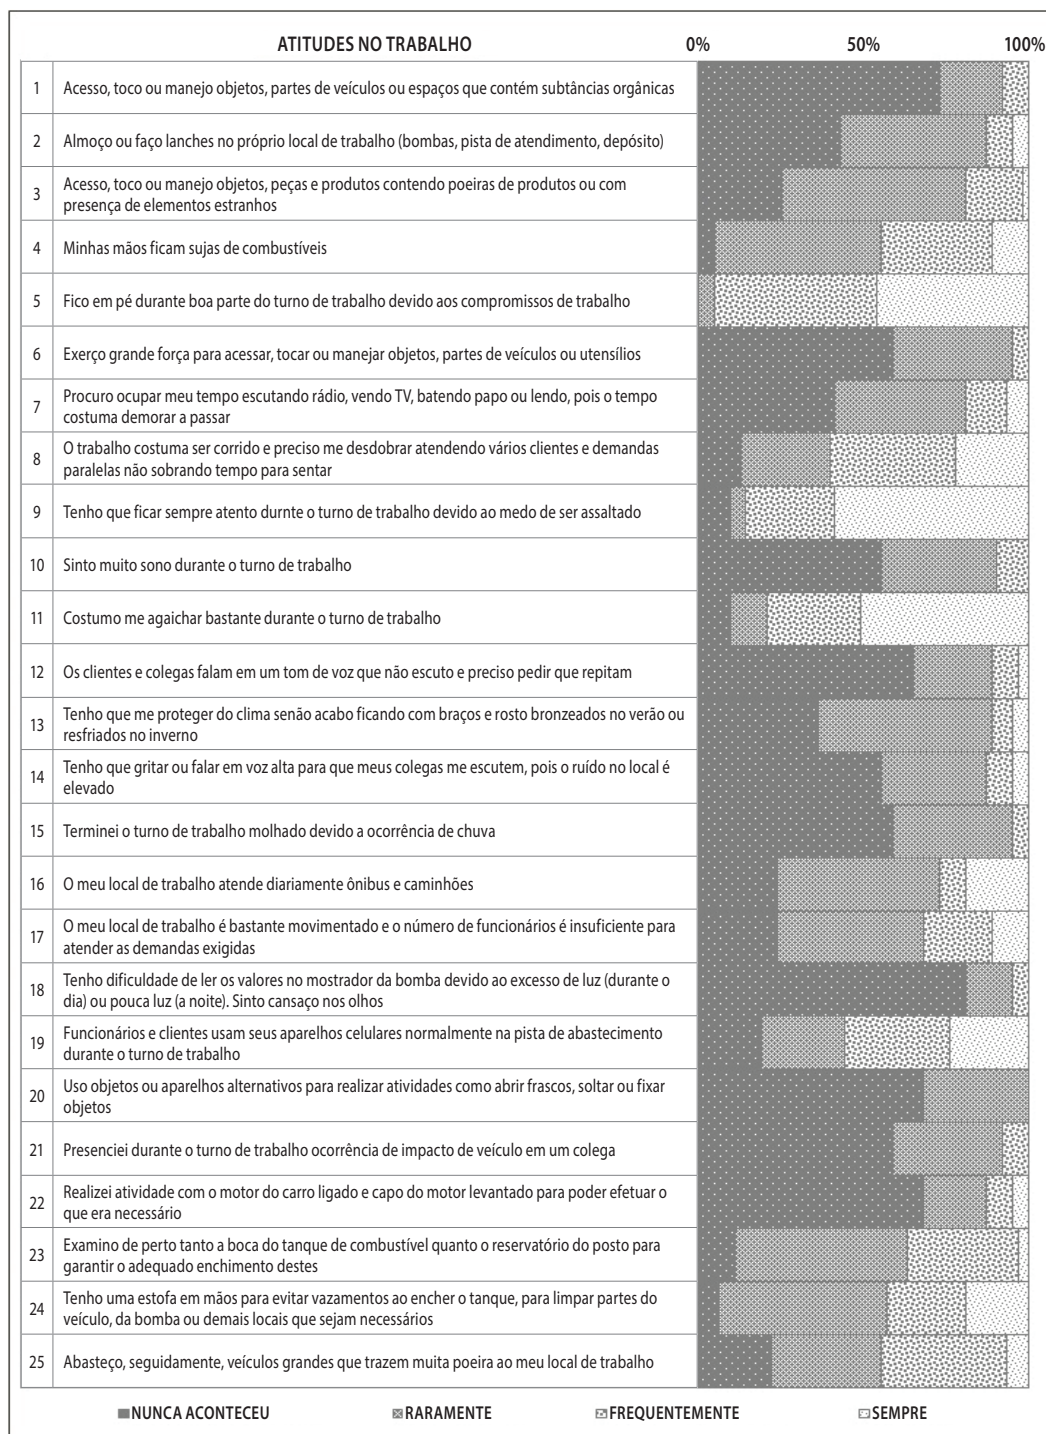 ATITUDES NO TRABALHO 0% 50% 100%
1 Acesso, toco ou manejo objetos, partes de veículos ou espaços que contém subtâncias orgânicas
2 Almoço ou faço lanches no próprio local de trabalho (bombas, pista de atendimento, depósito)
3 Acesso, toco ou manejo objetos, peças e produtos contendo poeiras de produtos ou com
presença de elementos estranhos
4 Minhas mãos ficam sujas de combustíveis
5 Fico em pé durante boa parte do turno de trabalho devido aos compromissos de trabalho
6 Exerço grande força para acessar, tocar ou manejar objetos, partes de veículos ou utensílios
7 Procuro ocupar meu tempo escutando rádio, vendo TV, batendo papo ou lendo, pois o tempo
costuma demorar a passar
8 O trabalho costuma ser corrido e preciso me desdobrar atendendo vários clientes e demandas
paralelas não sobrando tempo para sentar
9 Tenho que ficar sempre atento durnte o turno de trabalho devido ao medo de ser assaltado
10 Sinto muito sono durante o turno de trabalho
11 Costumo me agaichar bastante durante o turno de trabalho
12 Os clientes e colegas falam em um tom de voz que não escuto e preciso pedir que repitam
13 Tenho que me proteger do clima senão acabo ficando com braços e rosto bronzeados no verão ou
resfriados no inverno
14 Tenho que gritar ou falar em voz alta para que meus colegas me escutem, pois o ruído no local é
elevado
15 Terminei o turno de trabalho molhado devido a ocorrência de chuva
16 O meu local de trabalho atende diariamente ônibus e caminhões
17 O meu local de trabalho é bastante movimentado e o número de funcionários é insuficiente para
atender as demandas exigidas
18 Tenho dificuldade de ler os valores no mostrador da bomba devido ao excesso de luz (durante o
dia) ou pouca luz (a noite). Sinto cansaço nos olhos
19 Funcionários e clientes usam seus aparelhos celulares normalmente na pista de abastecimento
durante o turno de trabalho
20 Uso objetos ou aparelhos alternativos para realizar atividades como abrir frascos, soltar ou fixar
objetos
21 Presenciei durante o turno de trabalho ocorrência de impacto de veículo em um colega
22 Realizei atividade com o motor do carro ligado e capo do motor levantado para poder efetuar o
que era necessário
23 Examino de perto tanto a boca do tanque de combustível quanto o reservatório do posto para
garantir o adequado enchimento destes
24 Tenho uma estofa em mãos para evitar vazamentos ao encher o tanque, para limpar partes do
veículo, da bomba ou demais locais que sejam necessários
25 Abasteço, seguidamente, veículos grandes que trazem muita poeira ao meu local de trabalho
NUNCA ACONTECEU RARAMENTE FREQUENTEMENTE SEMPRE